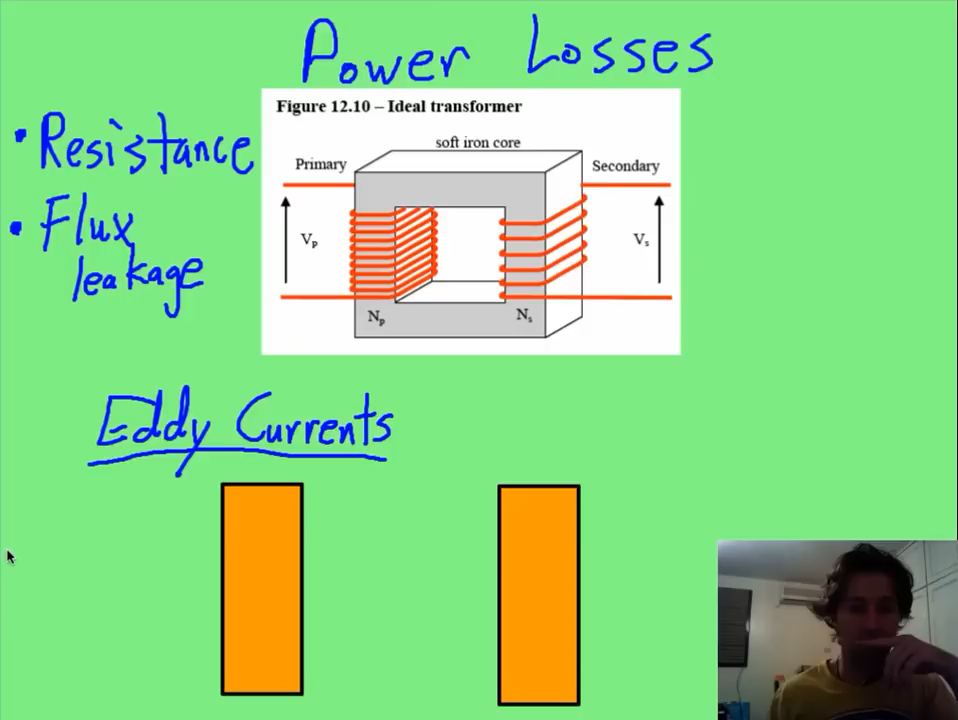 Power Losses
• Resistance
• Flux
leakage
Figure 12.10 – Ideal transformer
soft iron core
Primary
Secondary
Vp
Vs
Np
Ns
Eddy Currents